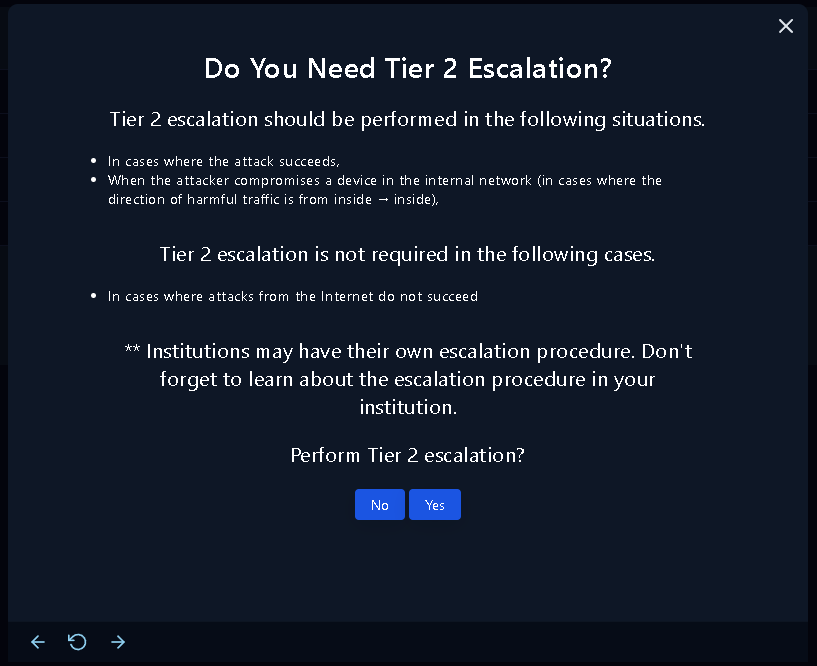 Do You Need Tier 2 Escalation?
Tier 2 escalation should be performed in the following situations.
• In cases where the attack succeeds,
• When the attacker compromises a device in the internal network (in cases where the
direction of harmful traffic is from inside → inside),
Tier 2 escalation is not required in the following cases.
• In cases where attacks from the Internet do not succeed
** Institutions may have their own escalation procedure. Don't
forget to learn about the escalation procedure in your
institution.
Perform Tier 2 escalation?
No Yes